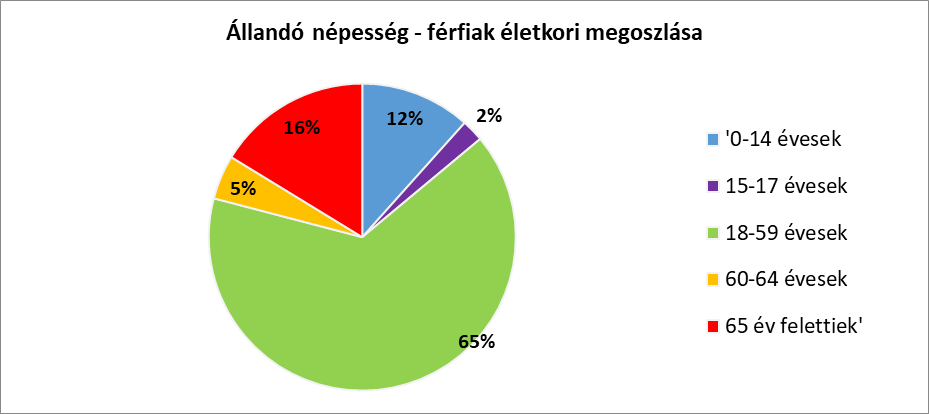 Állandó népesség - férfiak életkori megoszlása
12%
2%
16%
5%
65%
'0-14 évesek
15-17 évesek
18-59 évesek
60-64 évesek
65 év felettiek'